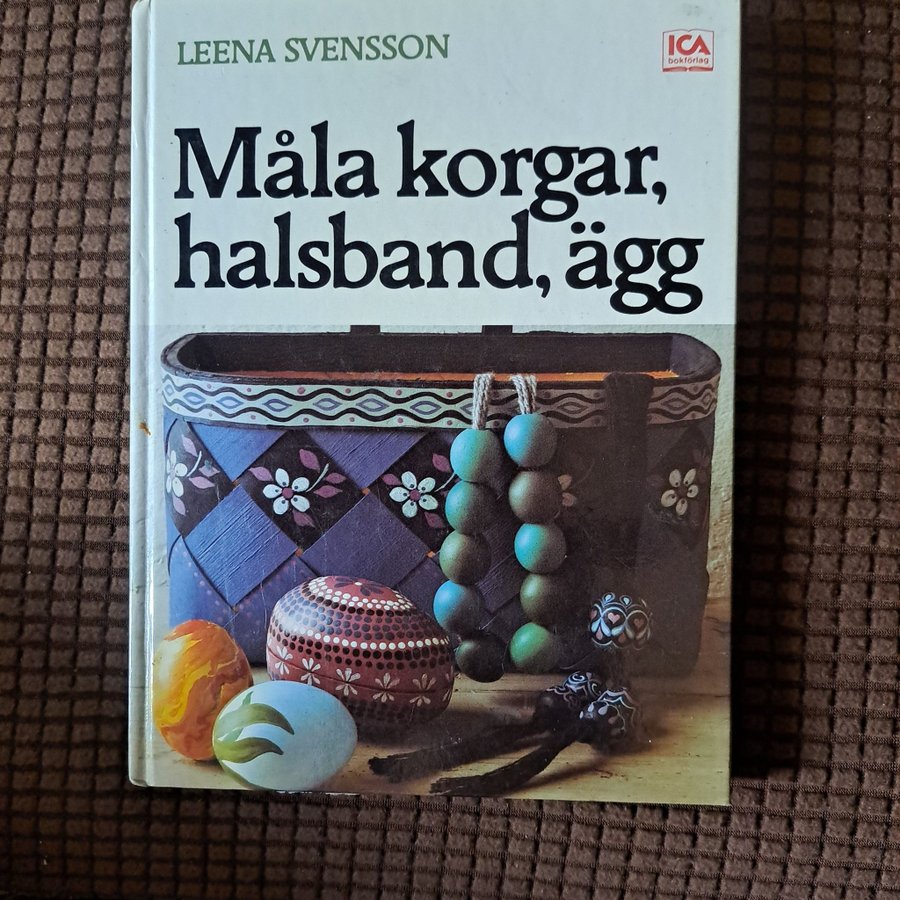 LEENA SVENSSON
ICA
bokförlag
Måla korgar,
halsband, ägg